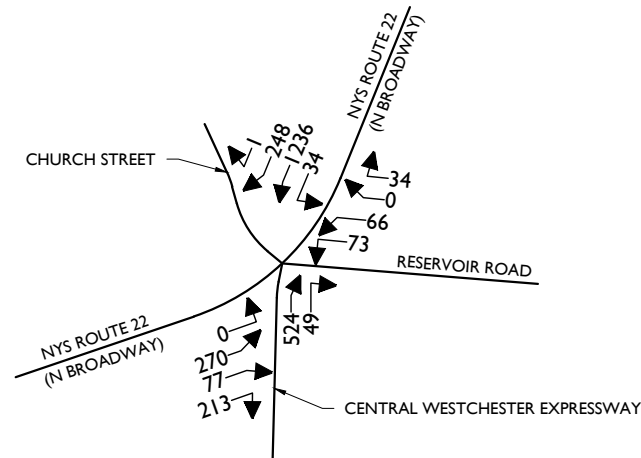 NYS ROUTE 22
(N BROADWAY)
1
248
1236
34
CHURCH STREET
34
0
66
73
RESERVOIR ROAD
524
49
NYS ROUTE 22
(N BROADWAY)
0
270
77
213
CENTRAL WESTCHESTER EXPRESSWAY